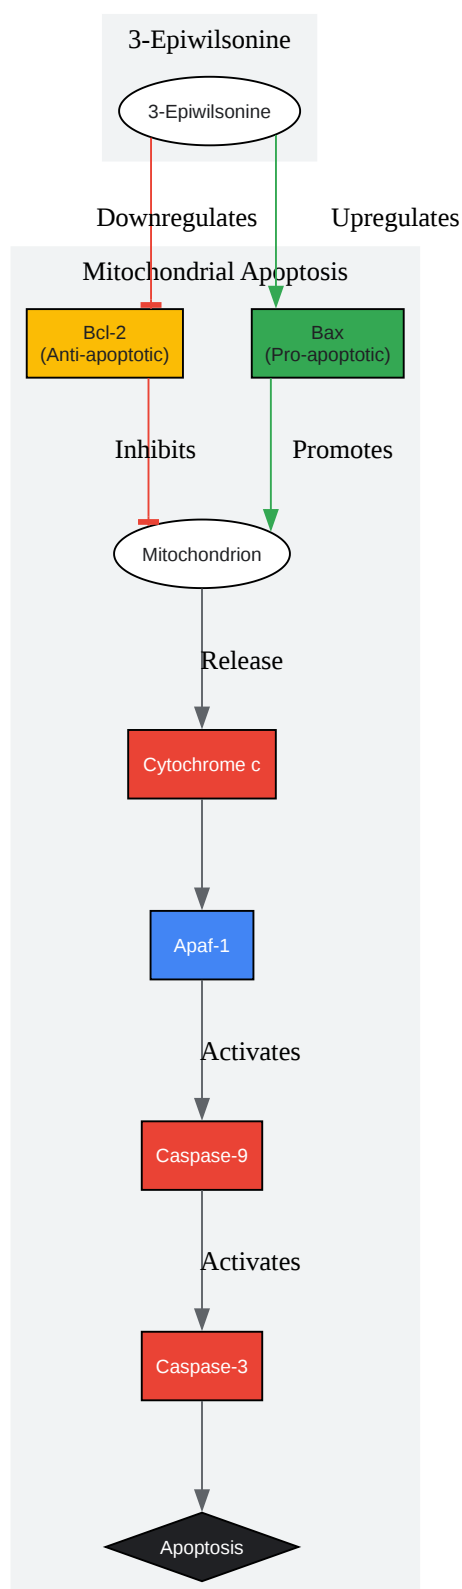 3-Epiwilsonine
3-Epiwilsonine
Downregulates
Upregulates
Mitochondrial Apoptosis
Bcl-2
(Anti-apoptotic)
Bax
(Pro-apoptotic)
Inhibits
Promotes
Mitochondrion
Release
Cytochrome c
Apaf-1
Activates
Caspase-9
Activates
Caspase-3
Apoptosis